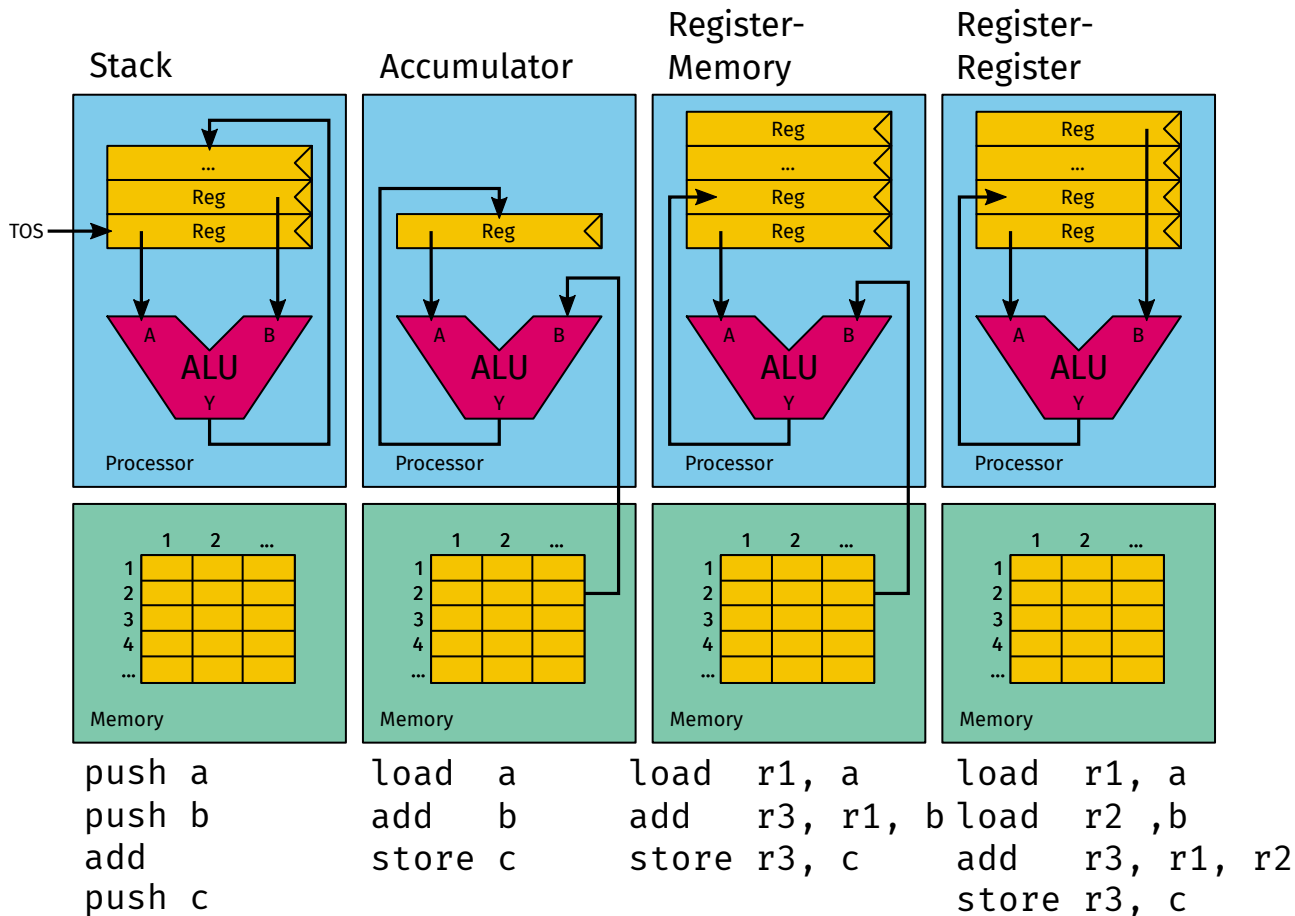 Stack
Accumulator
Register-
Memory
Register-
Register
...
Reg
Reg
TOS
A
B
ALU
Y
Processor
Reg
A
B
ALU
Y
Processor
Reg
...
Reg
Reg
A
B
ALU
Y
Processor
Reg
...
Reg
Reg
A
B
ALU
Y
Processor
1 2 ...
1
2
3
4
...
Memory
1 2 ...
1
2
3
4
...
Memory
1 2 ...
1
2
3
4
...
Memory
1 2 ...
1
2
3
4
...
Memory
push a
push b
add
push c
load a
add b
store c
load r1, a
add r3, r1, b
store r3, c
load r1, a
load r2 ,b
add r3, r1, r2
store r3, c